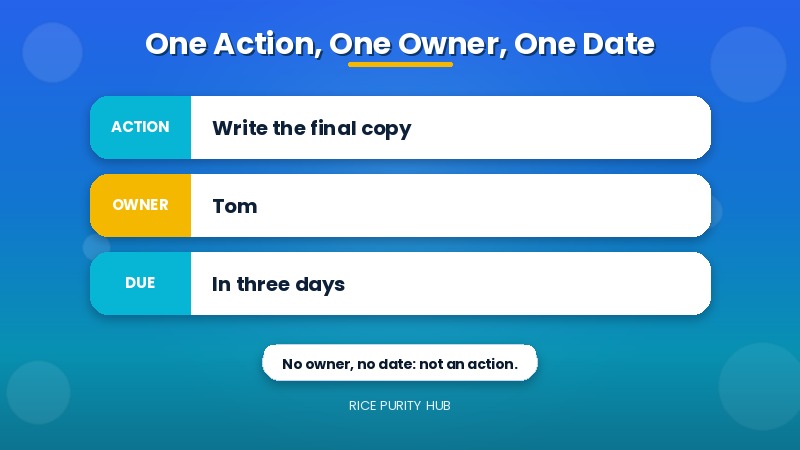 One Action, One Owner, One Date
ACTION
Write the final copy
OWNER
Tom
DUE
In three days
No owner, no date: not an action.
RICE PURITY HUB